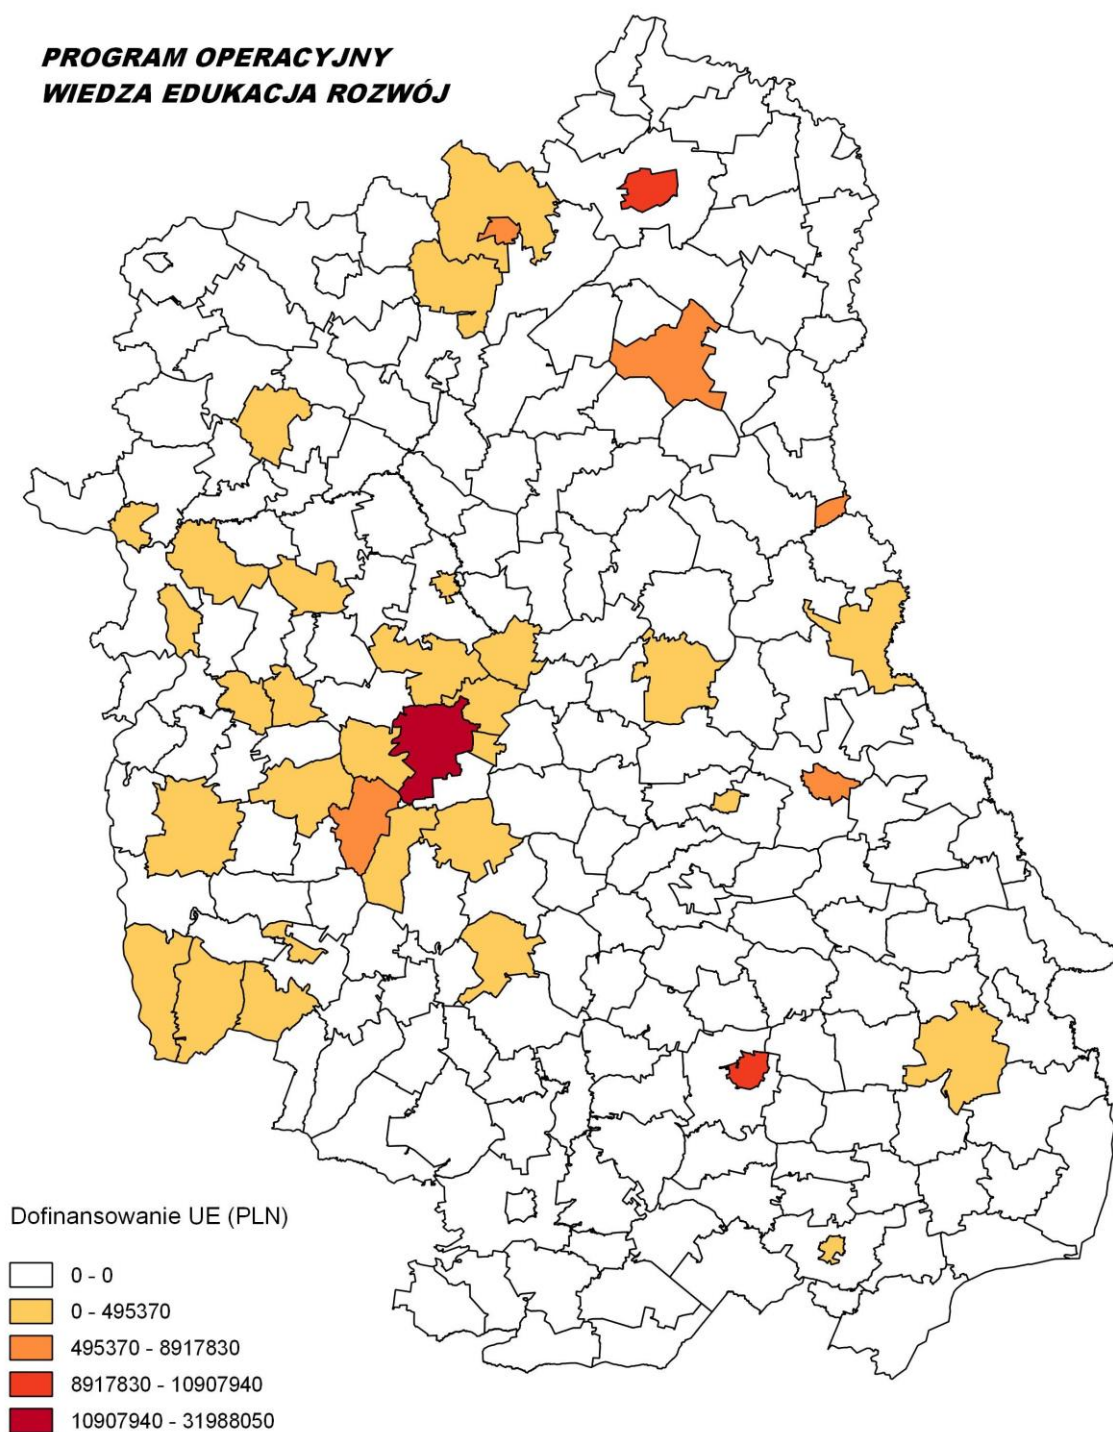 PROGRAM OPERACYJNY
WIEDZA EDUKACJA ROZWÓJ
Dofinansowanie UE (PLN)
0 - 0
0 - 495370
495370 - 8917830
8917830 - 10907940
10907940 - 31988050